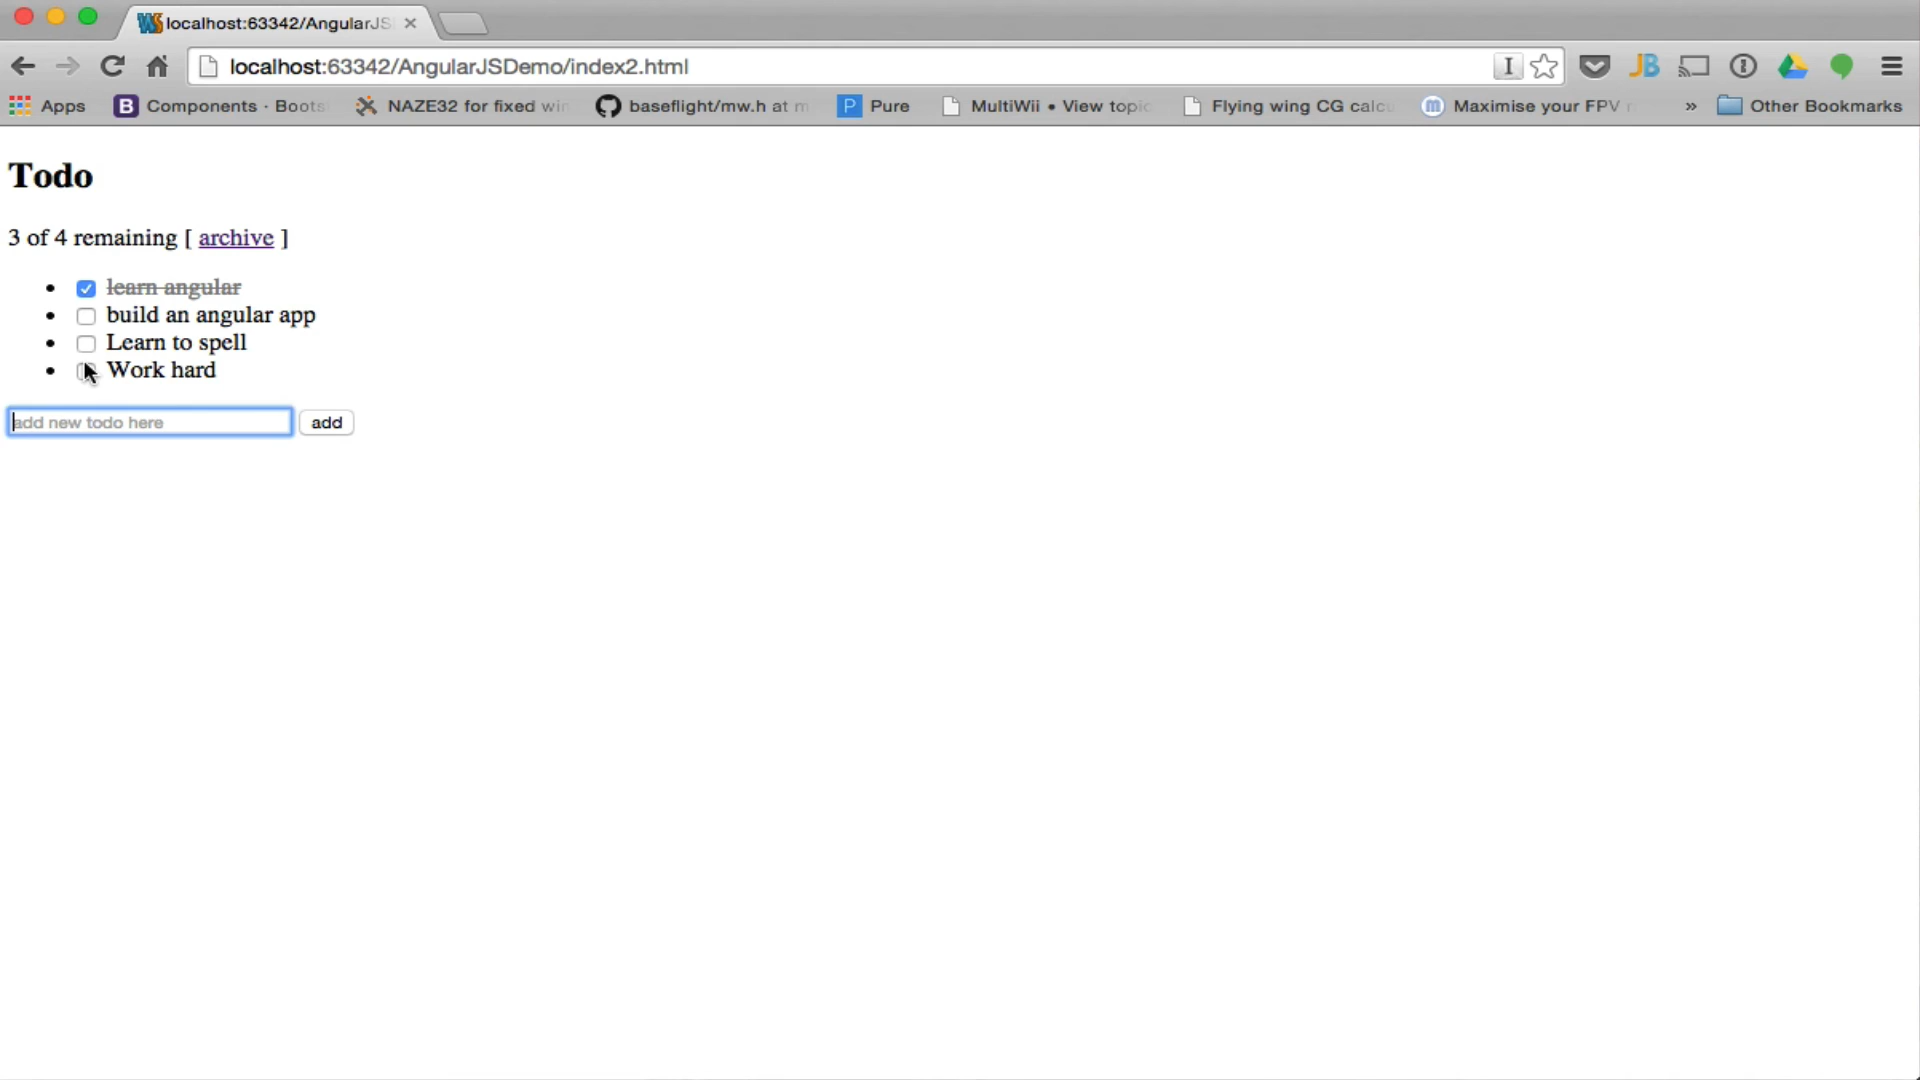 localhost:63342/AngularJS
localhost:63342/AngularJSDemo/index2.html
Apps
B Components · Boots
NAZE32 for fixed win
baseflight/mw.h at m
P Pure
MultiWii • View topic
Flying wing CG calcu
m Maximise your FPV
» Other Bookmarks
Todo
3 of 4 remaining [ archive ]
learn angular
build an angular app
Learn to spell
Work hard
add new todo here add